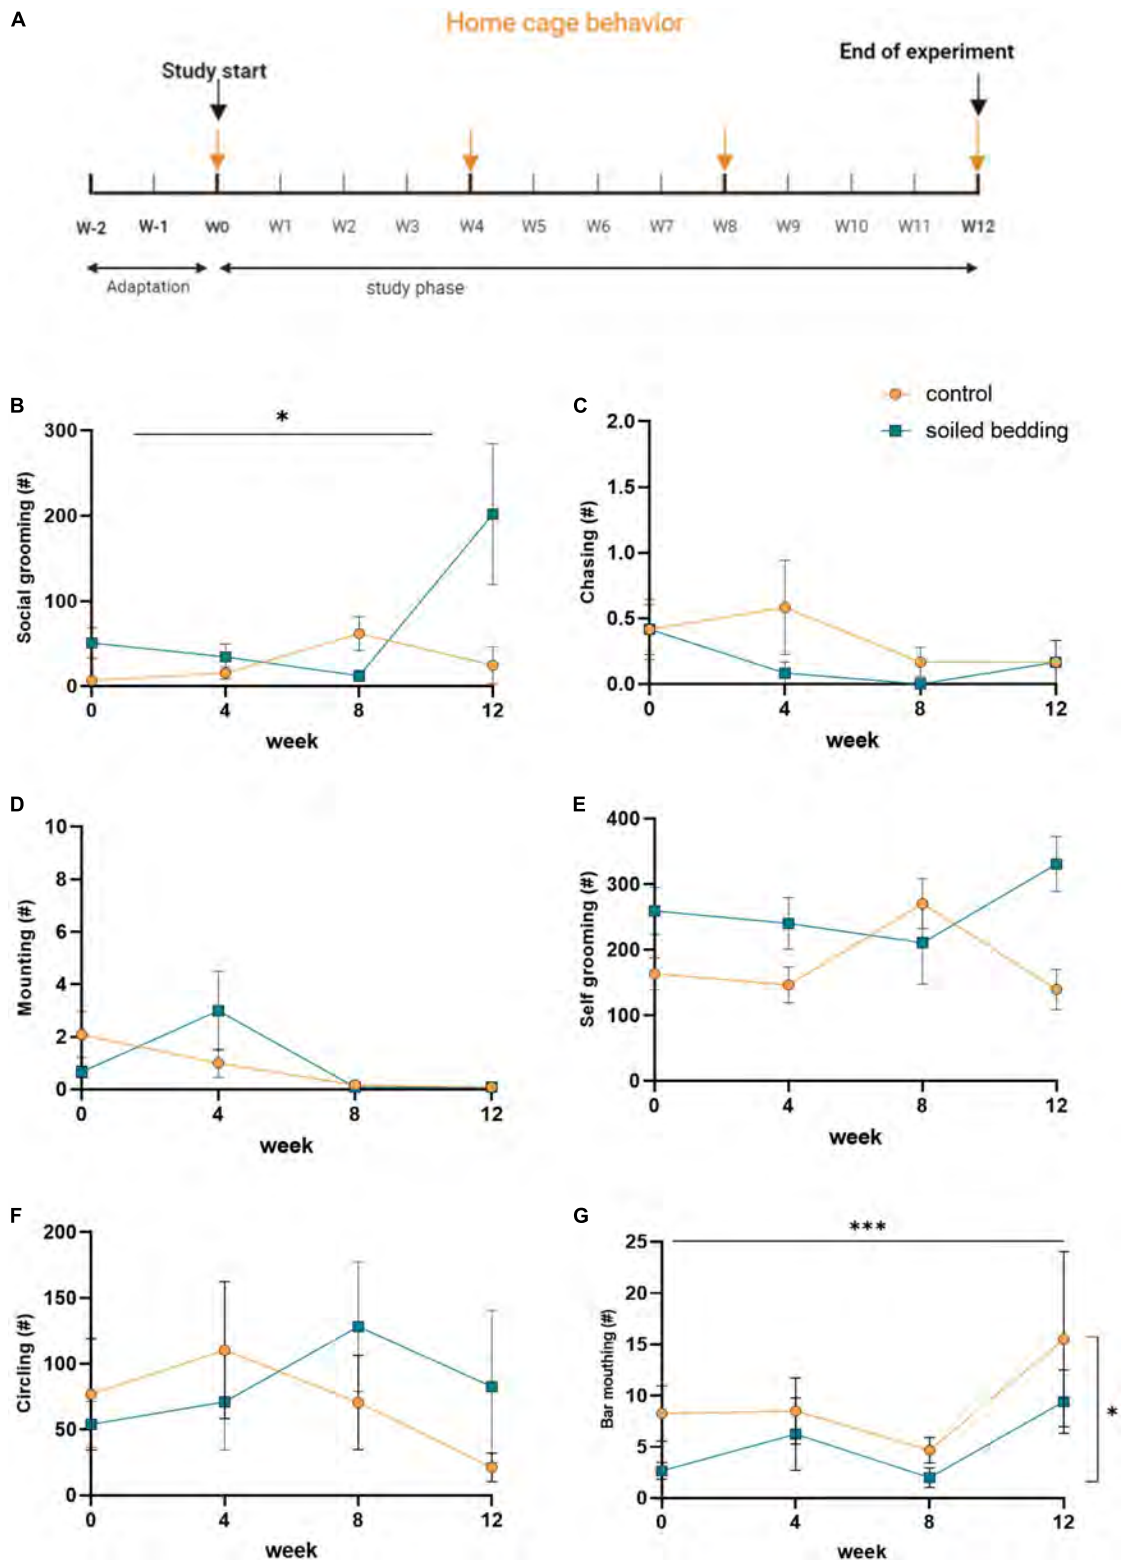 A
Home cage behavior
End of experiment
Study start
W-2 W-1 W0 W1 W2 W3 W4 W5 W6 W7 W8 W9 W10 W11 W12
Adaptation
study phase
control
soiled bedding
B
*
300
200
100
0
Social grooming (#)
0 4 8 12
week
C
2.0
1.5
1.0
0.5
0.0
Chasing (#)
0 4 8 12
week
D
10
8
6
4
2
0
Mounting (#)
0 4 8 12
week
E
400
300
200
100
0
Self grooming (#)
0 4 8 12
week
F
200
150
100
50
0
Circling (#)
0 4 8 12
week
G
***
25
20
15
10
5
0
Bar mouthing (#)
*
0 4 8 12
week